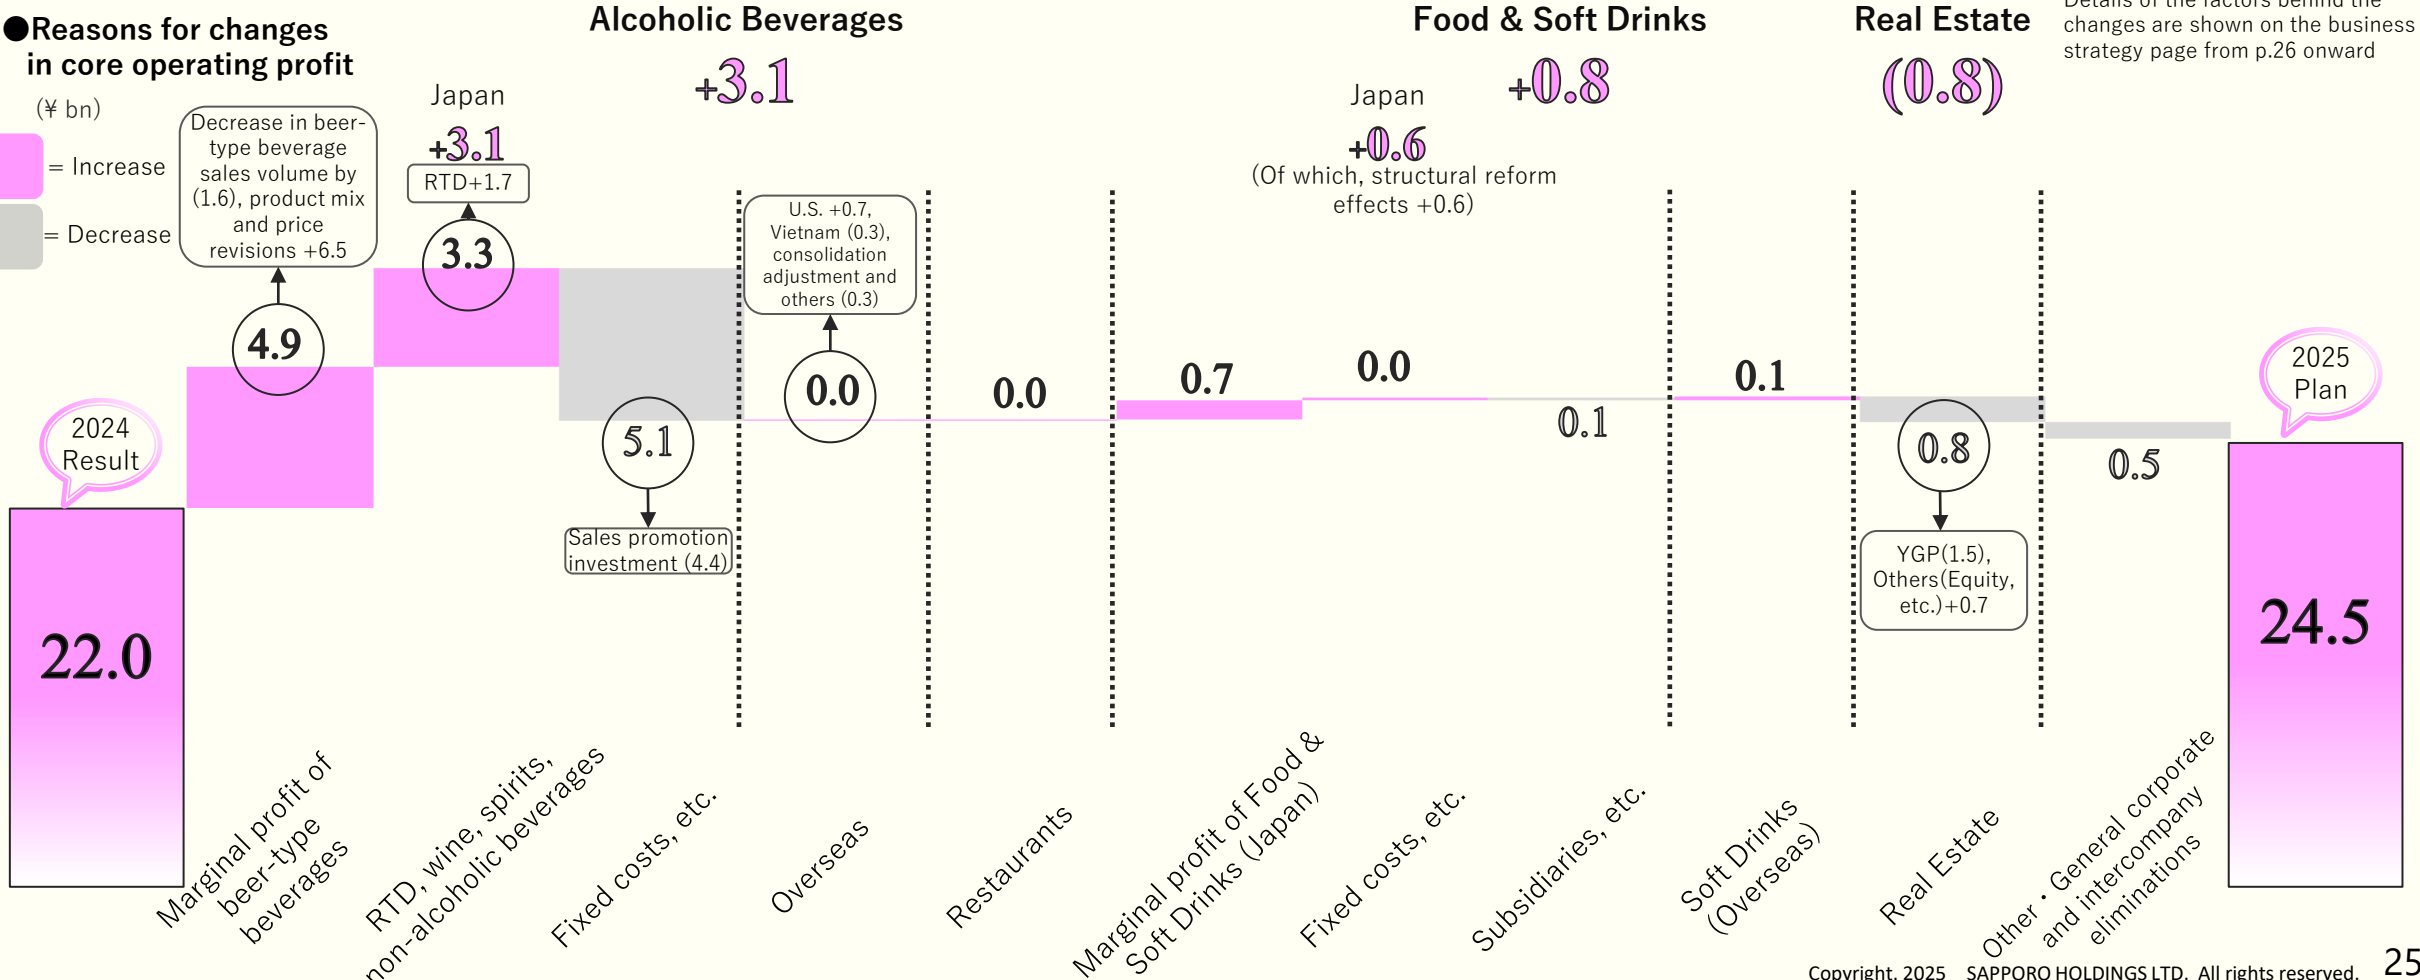 ●Reasons for changes
in core operating profit
(¥ bn)
= Increase
= Decrease
Alcoholic Beverages
+3.1
Food & Soft Drinks
+0.8
Real Estate
(0.8)
Details of the factors behind the
changes are shown on the business
strategy page from p.26 onward
Decrease in beer-
type beverage
sales volume by
(1.6), product mix
and price
revisions +6.5
Japan
+3.1
RTD+1.7
U.S. +0.7,
Vietnam (0.3),
consolidation
adjustment and
others (0.3)
Japan
+0.6
(Of which, structural reform
effects +0.6)
2024
Result
22.0
4.9
3.3
5.1
Sales promotion
investment (4.4)
0.0
0.0
0.7
0.0
0.1
0.1
0.8
YGP(1.5),
Others(Equity,
etc.)+0.7
0.5
2025
Plan
24.5
Marginal profit of
beer-type
beverages
RTD, wine, spirits,
non-alcoholic beverages
Fixed costs, etc.
Overseas
Restaurants
Marginal profit of Food &
Soft Drinks (Japan)
Fixed costs, etc.
Subsidiaries, etc.
Soft Drinks
(Overseas)
Real Estate
Other・General corporate
and intercompany
eliminations
Copyright, 2025 SAPPORO HOLDINGS LTD. All rights reserved.
25